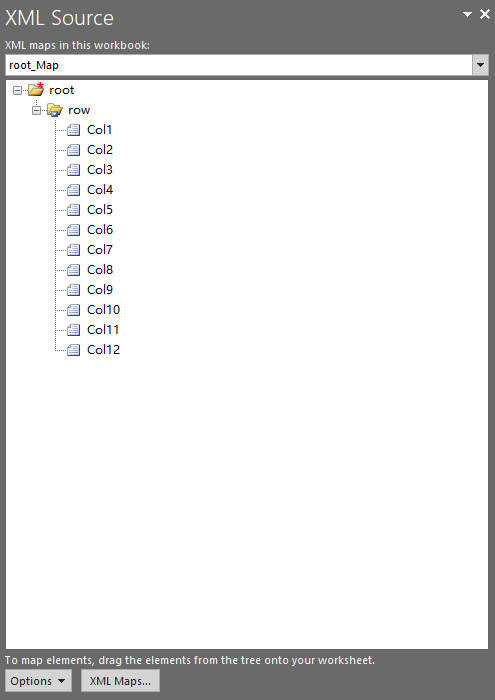 XML Source
XML maps in this workbook:
root_Map
root
row
Col1
Col2
Col3
Col4
Col5
Col6
Col7
Col8
Col9
Col10
Col11
Col12
To map elements, drag the elements from the tree onto your worksheet.
Options XML Maps...